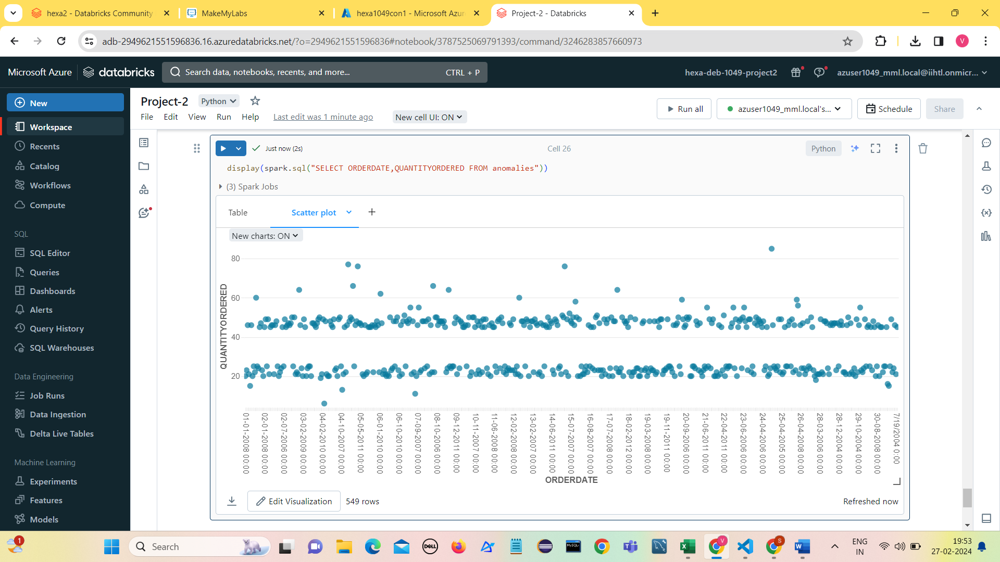 hexa2 - Databricks Community
MakeMyLabs
hexa1049con1 - Microsoft Azur
Project-2 - Databricks
adb-2949621551596836.16.azuredatabricks.net/?o=2949621551596836#notebook/3787525069791393/command/3246283857660973
V
Microsoft Azure
databricks
Search data, notebooks, recents, and more...
CTRL + P
hexa-deb-1049-project2
azuser1049_mml.local@iihtl.onmicr...
New
Workspace
Recents
Catalog
Workflows
Compute
SQL
SQL Editor
Queries
Dashboards
Alerts
Query History
SQL Warehouses
Data Engineering
Job Runs
Data Ingestion
Delta Live Tables
Machine Learning
Experiments
Features
Models
Project-2
Python
File Edit View Run Help
Last edit was 1 minute ago
New cell UI: ON
Run all
azuser1049_mml.local's...
Schedule
Share
Just now (2s)
Cell 26
Python
display(spark.sql("SELECT ORDERDATE,QUANTITYORDERED FROM anomalies"))
(3) Spark Jobs
Table
Scatter plot
New charts: ON
QUANTITYORDERED
80
60
40
20
01-01-2008 00:00
02-01-2008 00:00
02-07-2006 00:00
03-02-2009 00:00
04-02-2010 00:00
04-10-2007 00:00
05-05-2011 00:00
06-01-2010 00:00
06-10-2010 00:00
07-09-2007 00:00
08-10-2006 00:00
09-12-2011 00:00
10-11-2007 00:00
11-06-2008 00:00
12-02-2008 00:00
13-02-2007 00:00
14-06-2011 00:00
15-07-2007 00:00
16-08-2007 00:00
17-07-2008 00:00
18-02-2012 00:00
19-03-2008 00:00
19-11-2011 00:00
20-09-2006 00:00
21-06-2011 00:00
22-04-2011 00:00
23-06-2006 00:00
24-04-2006 00:00
25-04-2005 00:00
26-04-2008 00:00
28-03-2006 00:00
28-12-2004 00:00
29-10-2004 00:00
30-08-2008 00:00
7/19/2004 0:00
ORDERDATE
Edit Visualization
549 rows
Refreshed now
1
Search
DELL
MySQL
V
S
ENG
IN
19:53
27-02-2024